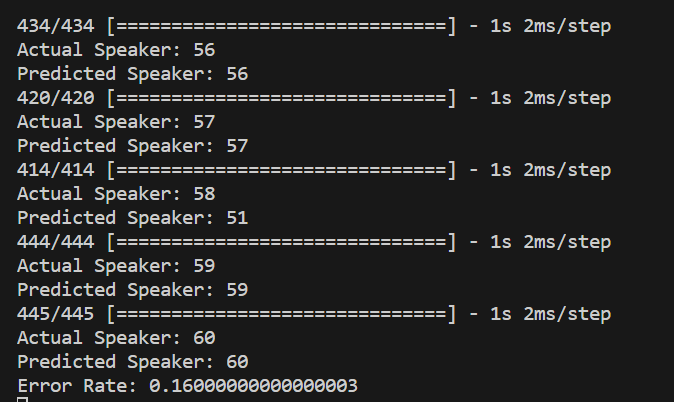 434/434 [==============================] - 1s 2ms/step
Actual Speaker: 56
Predicted Speaker: 56
420/420 [==============================] - 1s 2ms/step
Actual Speaker: 57
Predicted Speaker: 57
414/414 [==============================] - 1s 2ms/step
Actual Speaker: 58
Predicted Speaker: 51
444/444 [==============================] - 1s 2ms/step
Actual Speaker: 59
Predicted Speaker: 59
445/445 [==============================] - 1s 2ms/step
Actual Speaker: 60
Predicted Speaker: 60
Error Rate: 0.16000000000000003